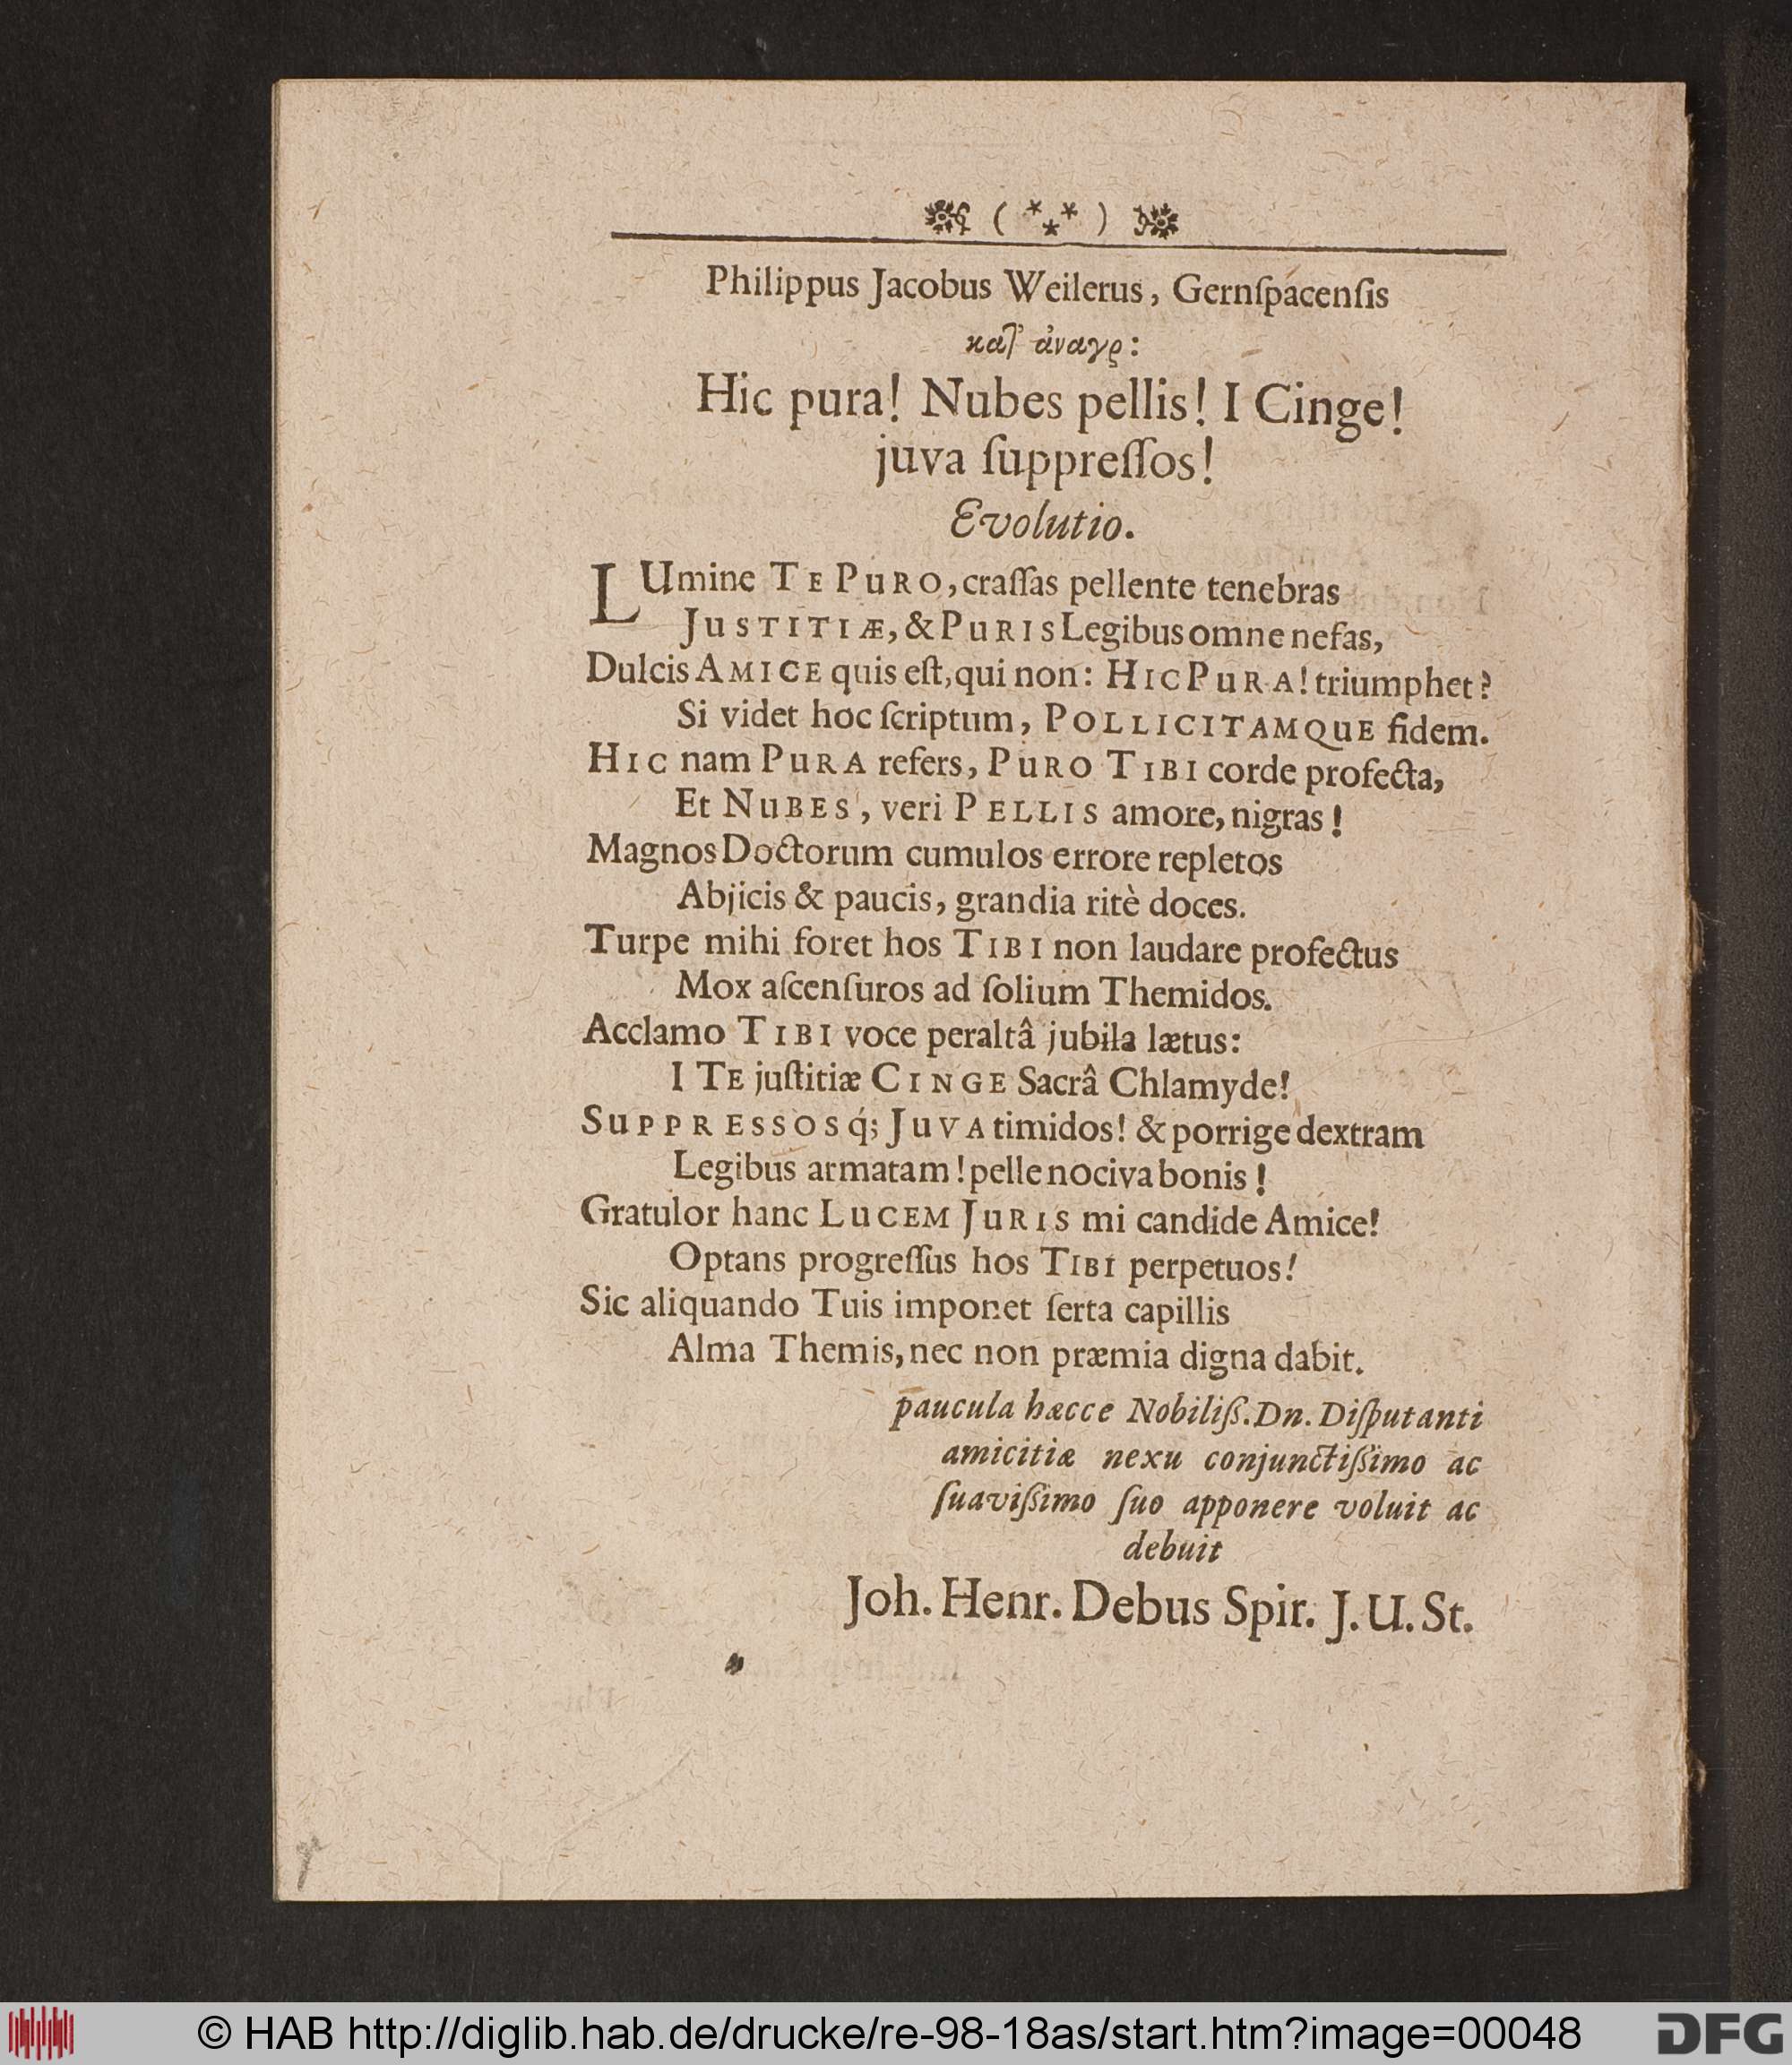 ( *** )
Philippus Jacobus Weilerus, Gernſpacenſis
καT' ἀναγρ:
Hic pura! Nubes pellis! I Cinge!
juva ſuppreſſos!
Evolutio.
LUmine TE PURO, craſſas pellente tenebras
JUSTITIÆ, & PURIS Legibus omne nefas,
Dulcis AMICE quis eſt, qui non: HIC PURA! triumphet?
Si videt hoc ſcriptum, POLLICITAMQUE fidem.
HIC nam PURA refers, PURO TIBI corde profecta,
Et NUBES, veri PELLIS amore, nigras!
Magnos Doctorum cumulos errore repletos
Abjicis & paucis, grandia ritè doces.
Turpe mihi foret hos TIBI non laudare profectus
Mox aſcenſuros ad ſolium Themidos.
Acclamo TIBI voce peraltâ jubila lætus:
I TE juſtitiæ CINGE Sacrâ Chlamyde!
SUPPRESSOSq́; JUVA timidos! & porrige dextram
Legibus armatam! pelle nociva bonis!
Gratulor hanc LUCEM JURIS mi candide Amice!
Optans progreſſus hos TIBI perpetuos!
Sic aliquando Tuis imponet ſerta capillis
Alma Themis, nec non præmia digna dabit.
paucula hæcce Nobiliß. Dn. Diſputanti
amicitiæ nexu conjunctißimo ac
ſuavißimo ſuo apponere voluit ac
debuit
Joh. Henr. Debus Spir. J. U. St.
© HAB http://diglib.hab.de/drucke/re-98-18as/start.htm?image=00048
DFG